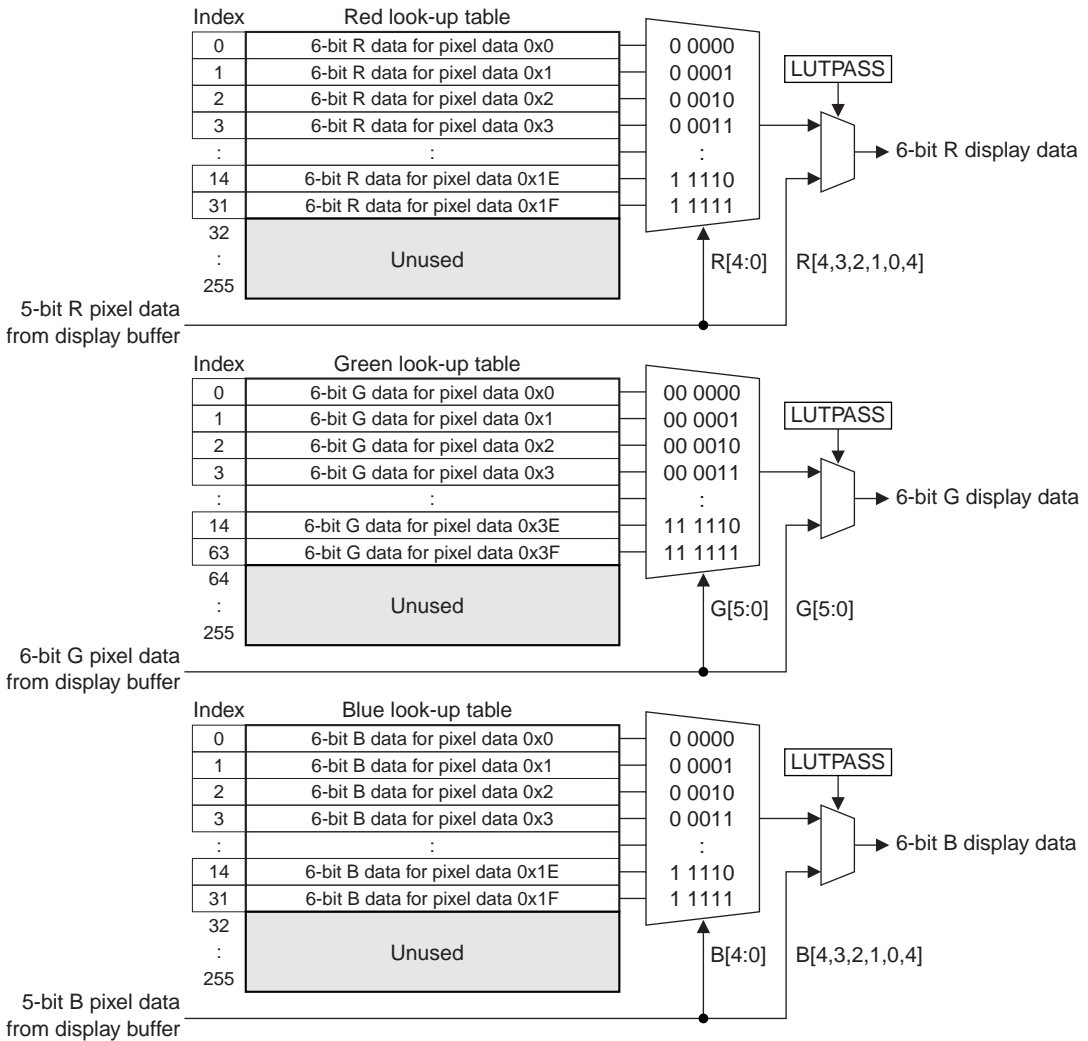 Index Red look-up table
0 6-bit R data for pixel data 0x0 0 0000
1 6-bit R data for pixel data 0x1 0 0001 LUTPASS
2 6-bit R data for pixel data 0x2 0 0010
3 6-bit R data for pixel data 0x3 0 0011
: : : 6-bit R display data
14 6-bit R data for pixel data 0x1E 1 1110
31 6-bit R data for pixel data 0x1F 1 1111
32
: Unused R[4:0] R[4,3,2,1,0,4]
255
5-bit R pixel data
from display buffer
Index Green look-up table
0 6-bit G data for pixel data 0x0 00 0000
1 6-bit G data for pixel data 0x1 00 0001 LUTPASS
2 6-bit G data for pixel data 0x2 00 0010
3 6-bit G data for pixel data 0x3 00 0011
: : : 6-bit G display data
14 6-bit G data for pixel data 0x3E 11 1110
63 6-bit G data for pixel data 0x3F 11 1111
64
: Unused G[5:0] G[5:0]
255
6-bit G pixel data
from display buffer
Index Blue look-up table
0 6-bit B data for pixel data 0x0 0 0000
1 6-bit B data for pixel data 0x1 0 0001 LUTPASS
2 6-bit B data for pixel data 0x2 0 0010
3 6-bit B data for pixel data 0x3 0 0011
: : : 6-bit B display data
14 6-bit B data for pixel data 0x1E 1 1110
31 6-bit B data for pixel data 0x1F 1 1111
32
: Unused B[4:0] B[4,3,2,1,0,4]
255
5-bit B pixel data
from display buffer